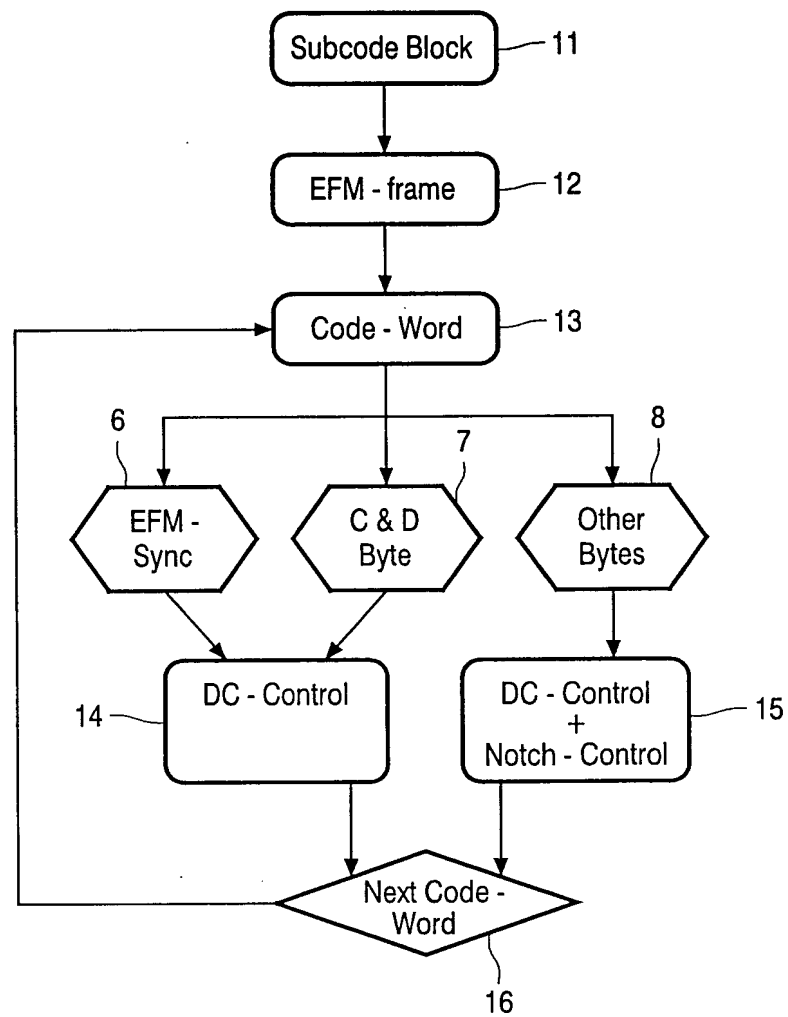 Subcode Block
11
EFM - frame
12
Code - Word
13
6
7
8
EFM -
Sync
C & D
Byte
Other
Bytes
14
DC - Control
DC - Control
+
Notch - Control
15
Next Code -
Word
16